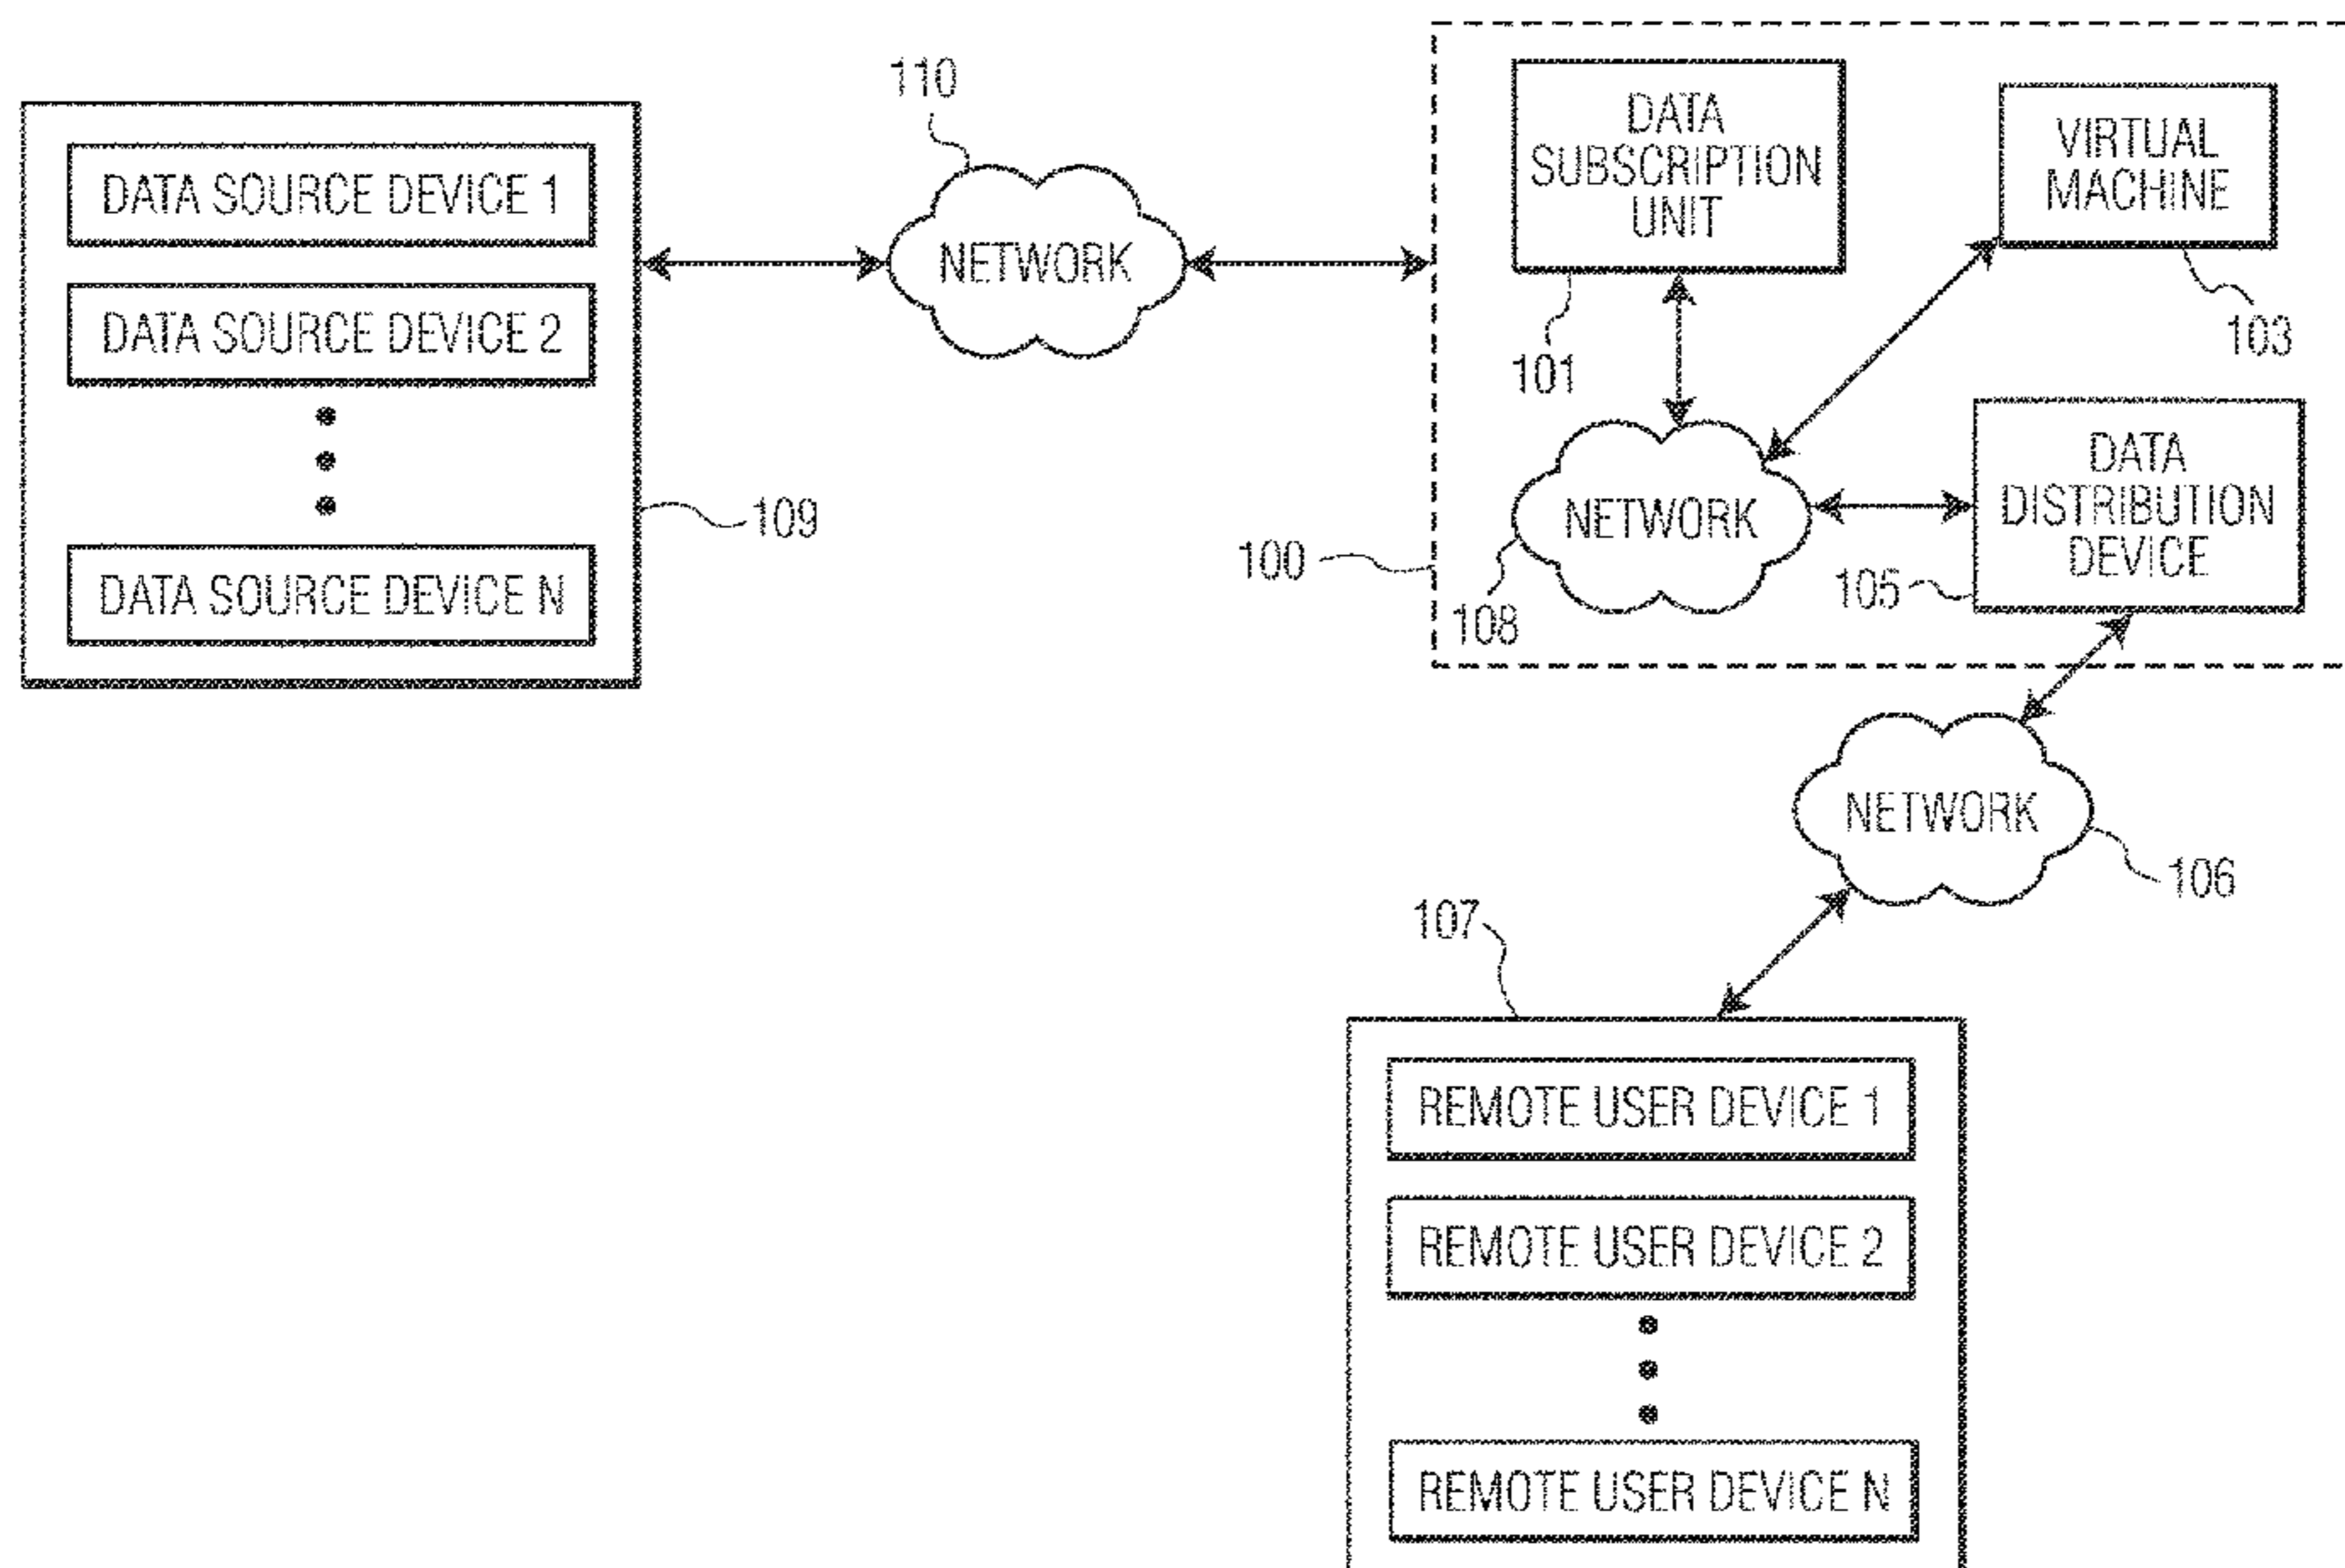 110
DATA SOURCE DEVICE 1
DATA SOURCE DEVICE 2
DATA SOURCE DEVICE N
109
NETWORK
DATA
SUBSCRIPTION
UNIT
101
VIRTUAL
MACHINE
103
100
NETWORK
108
DATA
DISTRIBUTION
DEVICE
105
NETWORK
106
107
REMOTE USER DEVICE 1
REMOTE USER DEVICE 2
REMOTE USER DEVICE N